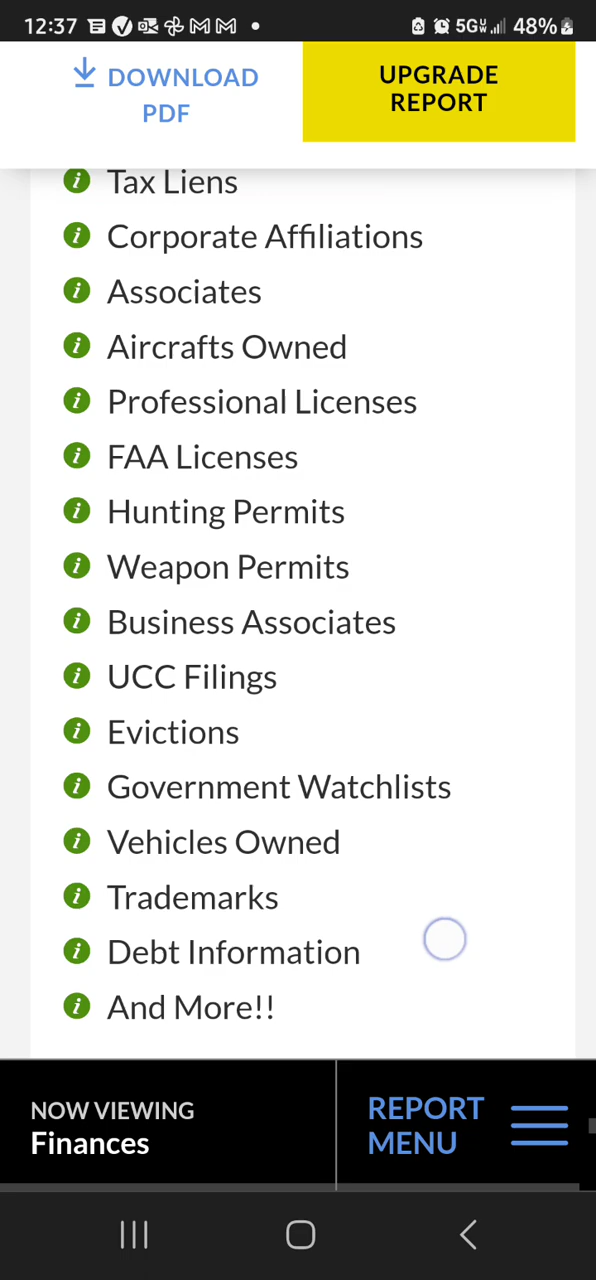 12:37
5G
48%
DOWNLOAD
PDF
UPGRADE
REPORT
Tax Liens
Corporate Affiliations
Associates
Aircrafts Owned
Professional Licenses
FAA Licenses
Hunting Permits
Weapon Permits
Business Associates
UCC Filings
Evictions
Government Watchlists
Vehicles Owned
Trademarks
Debt Information
And More!!
NOW VIEWING
Finances
REPORT
MENU